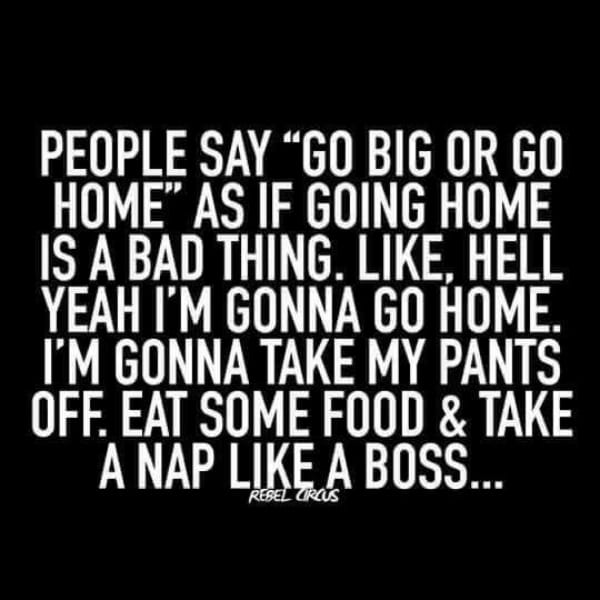 PEOPLE SAY “GO BIG OR GO
HOME” AS IF GOING HOME
IS A BAD THING. LIKE, HELL
YEAH I'M GONNA GO HOME.
I'M GONNA TAKE MY PANTS
OFF. EAT SOME FOOD & TAKE
A NAP LIKE A BOSS...
REBEL CIRCUS